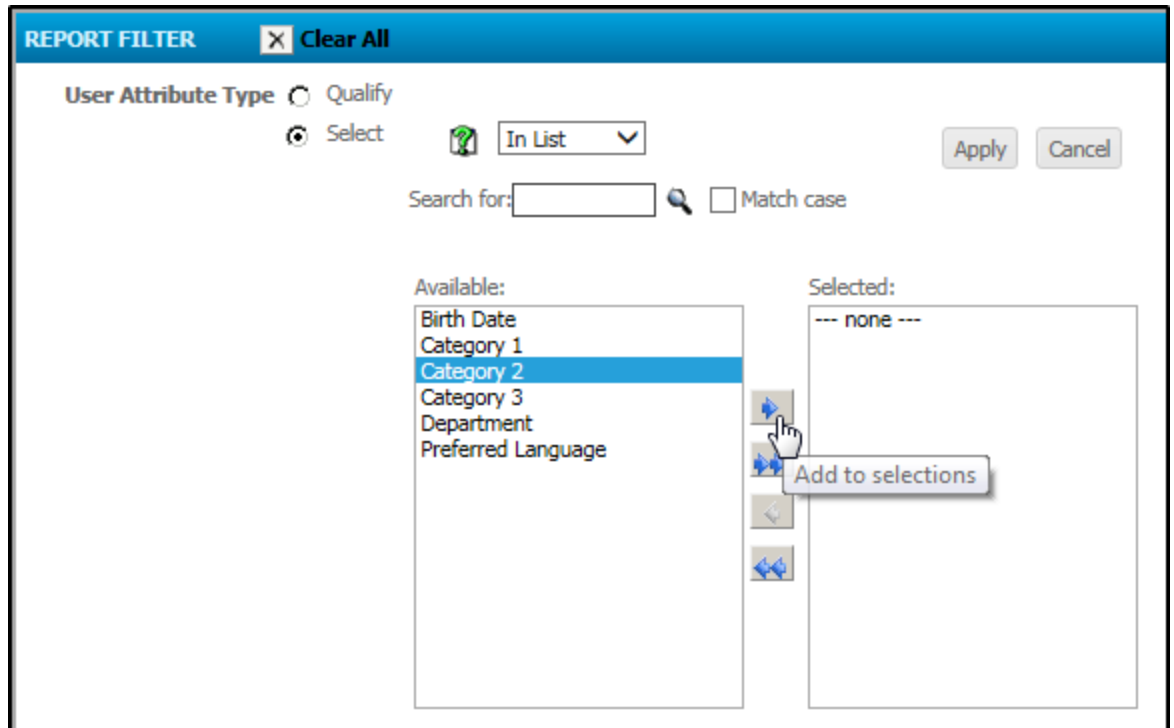 REPORT FILTER Clear All
User Attribute Type Qualify
Select In List Apply Cancel
Search for: Match case
Available: Selected:
Birth Date --- none ---
Category 1
Category 2
Category 3
Department
Preferred Language
Add to selections